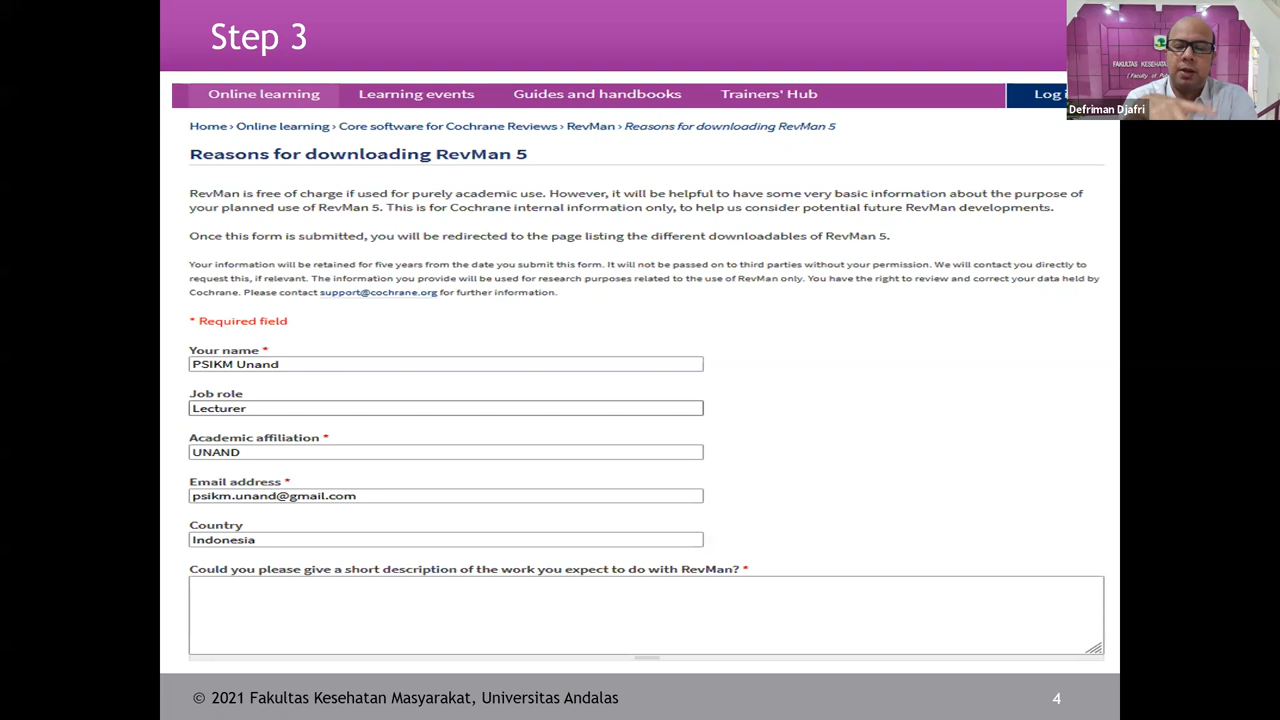 Step 3
FAKULTAS KESEHATAN
Defriman Djafri
Online learning
Learning events
Guides and handbooks
Trainers' Hub
Log
Home › Online learning › Core software for Cochrane Reviews › RevMan › Reasons for downloading RevMan 5
Reasons for downloading RevMan 5
RevMan is free of charge if used for purely academic use. However, it will be helpful to have some very basic information about the purpose of
your planned use of RevMan 5. This is for Cochrane internal information only, to help us consider potential future RevMan developments.
Once this form is submitted, you will be redirected to the page listing the different downloadables of RevMan 5.
Your information will be retained for five years from the date you submit this form. It will not be passed on to third parties without your permission. We will contact you directly to
request this, if relevant. The information you provide will be used for research purposes related to the use of RevMan only. You have the right to review and correct your data held by
Cochrane. Please contact support@cochrane.org for further information.
* Required field
Your name *
PSIKM Unand
Job role
Lecturer
Academic affiliation *
UNAND
Email address *
psikm.unand@gmail.com
Country
Indonesia
Could you please give a short description of the work you expect to do with RevMan? *
© 2021 Fakultas Kesehatan Masyarakat, Universitas Andalas
4